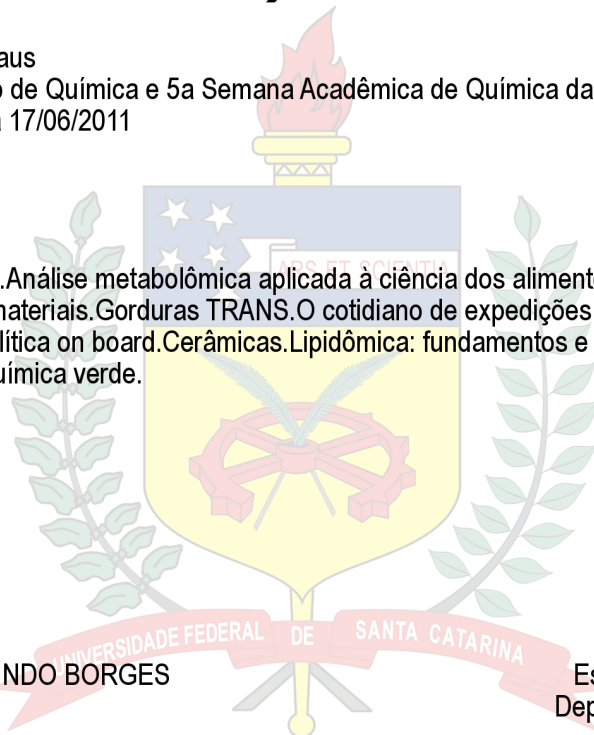 aus
o de Química e 5a Semana Acadêmica de Química da
a 17/06/2011
ARS ET SCIENTIA
.Análise metabolômica aplicada à ciência dos aliment
materiais.Gorduras TRANS.O cotidiano de expedições
lítica on board.Cerâmicas.Lipidômica: fundamentos e
uímica verde.
UNIVERSIDADE FEDERAL DE SANTA CATARINA
NDO BORGES
Es
Dep